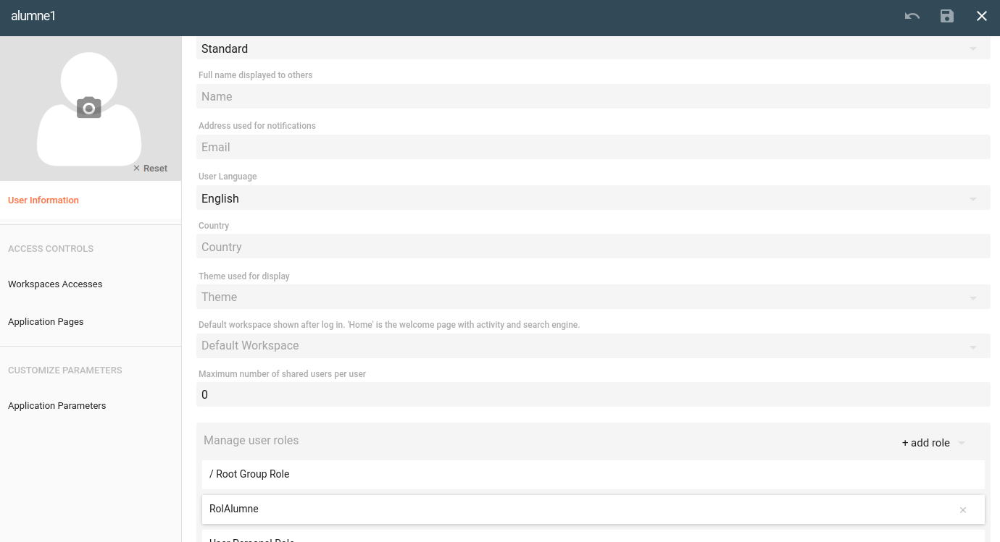 alumne1
Reset
User Information
ACCESS CONTROLS
Workspaces Accesses
Application Pages
CUSTOMIZE PARAMETERS
Application Parameters
Standard
Full name displayed to others
Name
Address used for notifications
Email
User Language
English
Country
Country
Theme used for display
Theme
Default workspace shown after log in. 'Home' is the welcome page with activity and search engine.
Default Workspace
Maximum number of shared users per user
0
Manage user roles
+ add role
/ Root Group Role
RolAlumne
User Personal Role